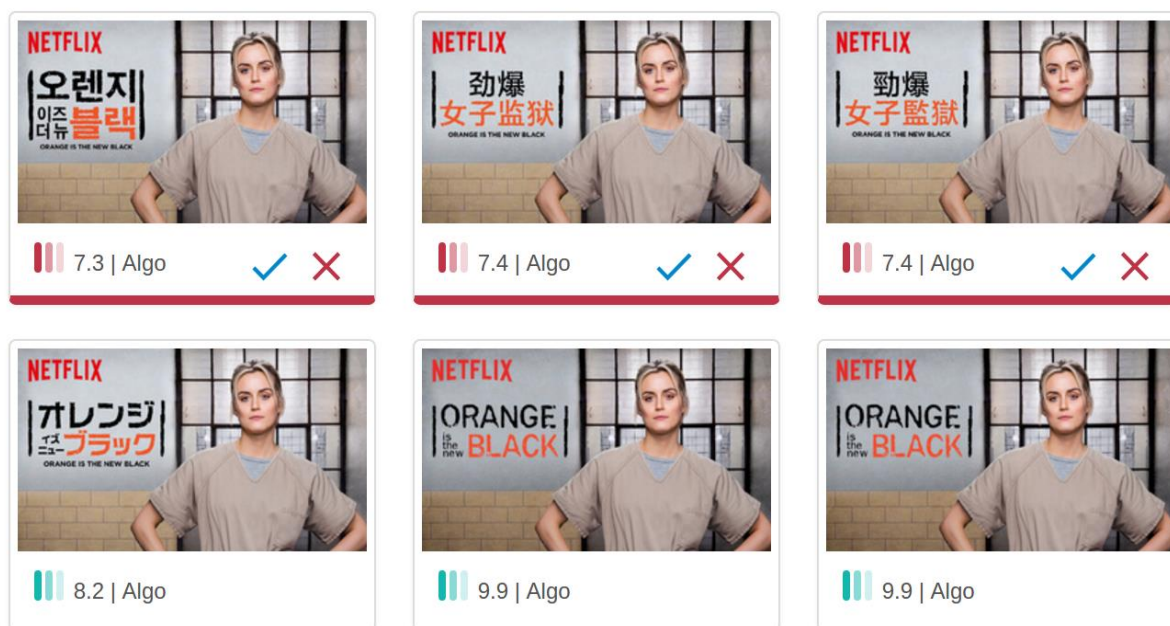 NETFLIX
오렌지
이즈
더 뉴
블랙
ORANGE IS THE NEW BLACK
7.3 | Algo
NETFLIX
劲爆
女子监狱
ORANGE IS THE NEW BLACK
7.4 | Algo
NETFLIX
勁爆
女子監獄
ORANGE IS THE NEW BLACK
7.4 | Algo
NETFLIX
オレンジ
イズ
ニュー
ブラック
ORANGE IS THE NEW BLACK
8.2 | Algo
NETFLIX
ORANGE
is
the
new
BLACK
9.9 | Algo
NETFLIX
ORANGE
is
the
new
BLACK
9.9 | Algo